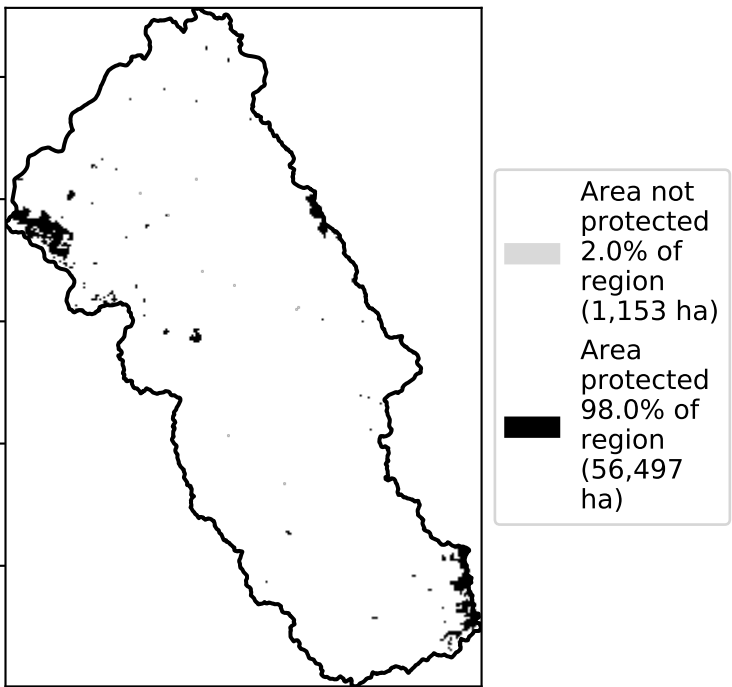 Area not
protected
2.0% of
region
(1,153 ha)
Area
protected
98.0% of
region
(56,497
ha)